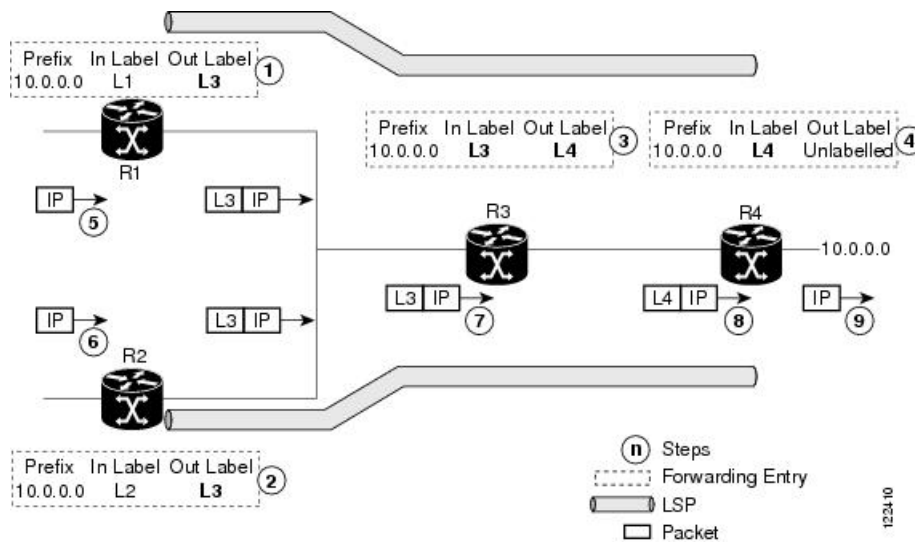 Prefix In Label Out Label
10.0.0.0 L1 L3
1
R1
Prefix In Label Out Label
10.0.0.0 L3 L4
3
Prefix In Label Out Label
10.0.0.0 L4 Unlabelled
4
IP
5
L3 IP
R3
R4
10.0.0.0
L3 IP
7
L4 IP
8
IP
9
IP
6
L3 IP
R2
Prefix In Label Out Label
10.0.0.0 L2 L3
2
n Steps
Forwarding Entry
LSP
Packet
122410